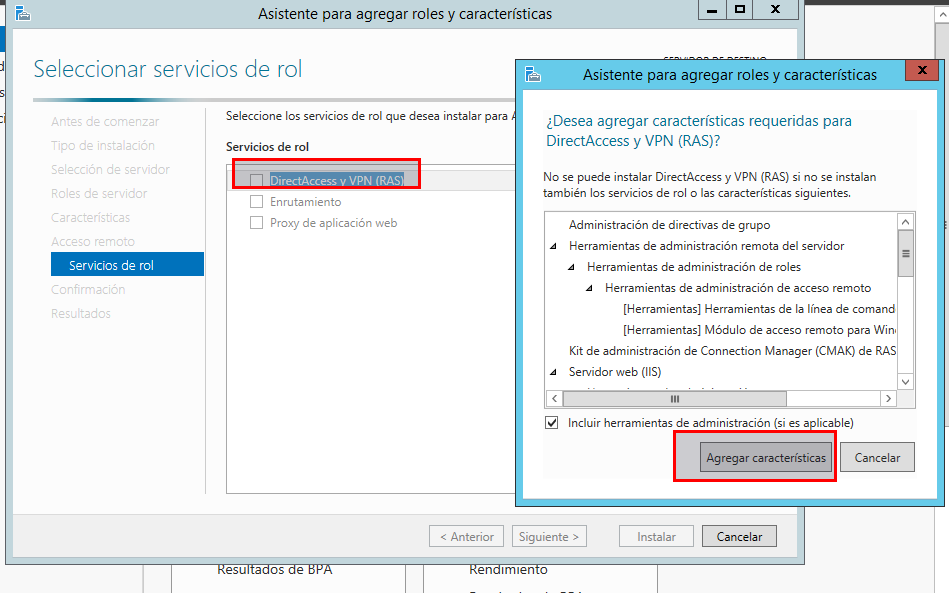 Asistente para agregar roles y características
Seleccionar servicios de rol
Antes de comenzar
Tipo de instalación
Selección de servidor
Roles de servidor
Características
Acceso remoto
Servicios de rol
Confirmación
Resultados
Seleccione los servicios de rol que desea instalar para
Servicios de rol
DirectAccess y VPN (RAS)
Enrutamiento
Proxy de aplicación web
< Anterior
Siguiente >
Instalar
Cancelar
SERVIDOR DE DESTINO
Asistente para agregar roles y características
¿Desea agregar características requeridas para
DirectAccess y VPN (RAS)?
No se puede instalar DirectAccess y VPN (RAS) si no se instalan
también los servicios de rol o las características siguientes.
Administración de directivas de grupo
Herramientas de administración remota del servidor
Herramientas de administración de roles
Herramientas de administración de acceso remoto
[Herramientas] Herramientas de la línea de comand
[Herramientas] Módulo de acceso remoto para Win
Kit de administración de Connection Manager (CMAK) de RAS
Servidor web (IIS)
Incluir herramientas de administración (si es aplicable)
Agregar características
Cancelar
Resultados de BPA
Rendimiento